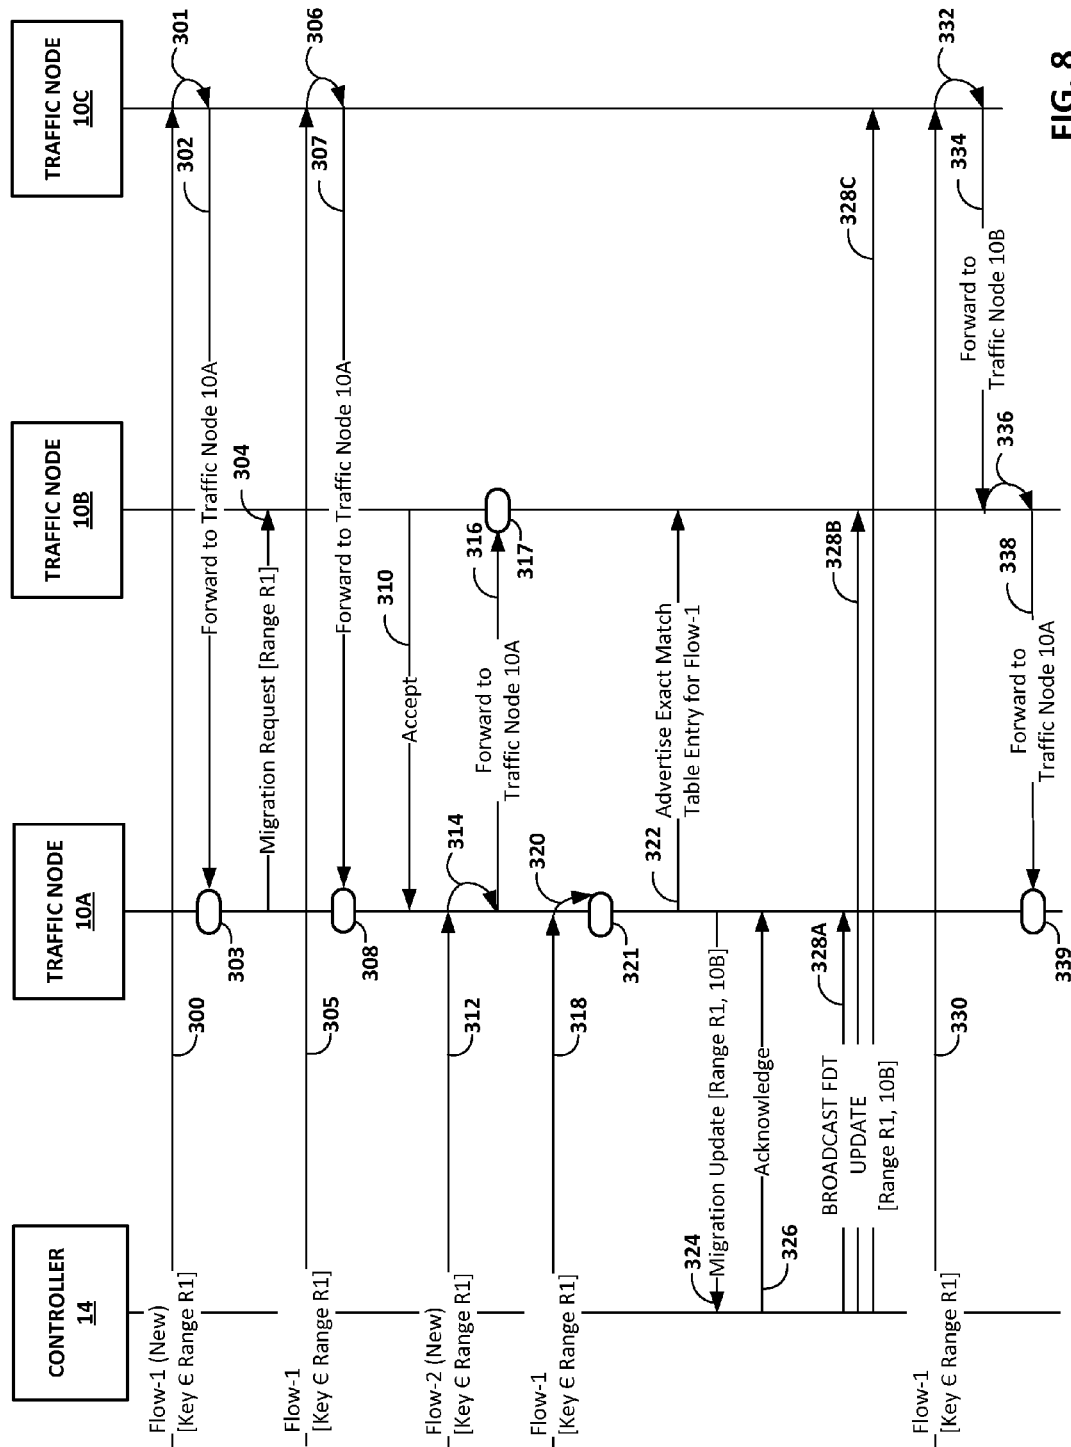 CONTROLLER
14
TRAFFIC NODE
10A
TRAFFIC NODE
10B
TRAFFIC NODE
10C
Flow-1 (New)
[Key Є Range R1]
300
301
302
Forward to Traffic Node 10A
303
Migration Request [Range R1]
304
Flow-1
[Key Є Range R1]
305
306
307
Forward to Traffic Node 10A
308
Accept
310
Flow-2 (New)
[Key Є Range R1]
312
314
Forward to
Traffic Node 10A
316
317
Flow-1
[Key Є Range R1]
318
320
321
322
Advertise Exact Match
Table Entry for Flow-1
324
Migration Update [Range R1, 10B]
Acknowledge
326
BROADCAST FDT
UPDATE
[Range R1, 10B]
328A
328B
328C
Flow-1
[Key Є Range R1]
330
332
334
Forward to
Traffic Node 10B
336
338
Forward to
Traffic Node 10A
339
FIG. 8